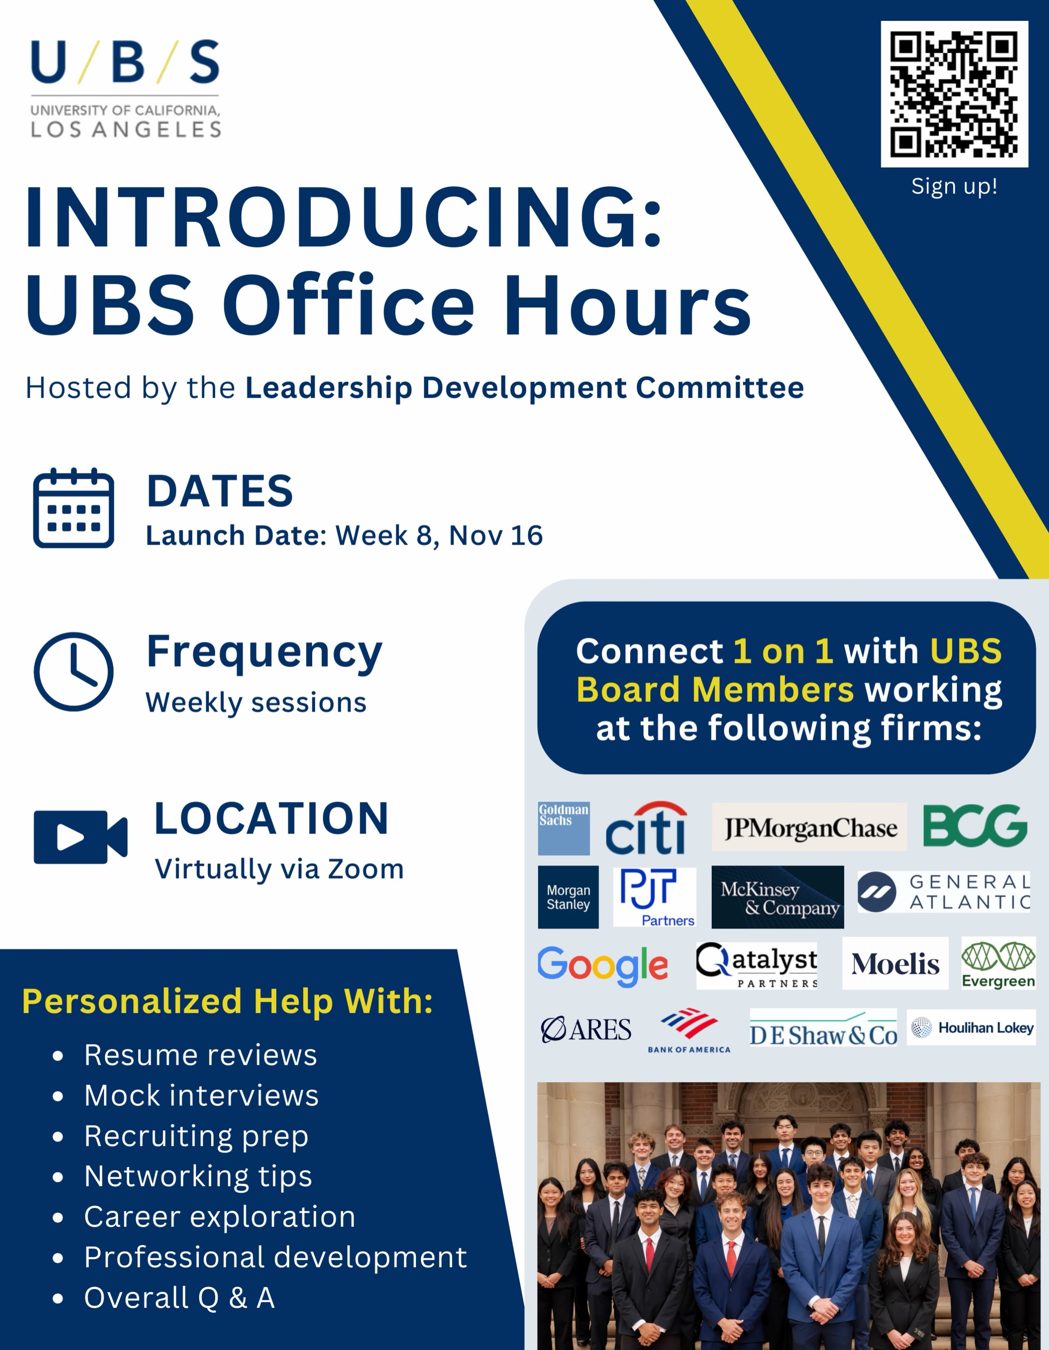 U/B/S
UNIVERSITY OF CALIFORNIA,
LOS ANGELES
Sign up!
INTRODUCING:
UBS Office Hours
Hosted by the Leadership Development Committee
DATES
Launch Date: Week 8, Nov 16
Frequency
Weekly sessions
LOCATION
Virtually via Zoom
Personalized Help With:
• Resume reviews
• Mock interviews
• Recruiting prep
• Networking tips
• Career exploration
• Professional development
• Overall Q & A
Connect 1 on 1 with UBS
Board Members working
at the following firms:
Goldman
Sachs
citi
JPMorganChase
BCG
Morgan
Stanley
PJT
Partners
McKinsey
& Company
GENERAL
ATLANTIC
Google
Qatalyst
PARTNERS
Moelis
Evergreen
ARES
BANK OF AMERICA
DE Shaw & Co
Houlihan Lokey